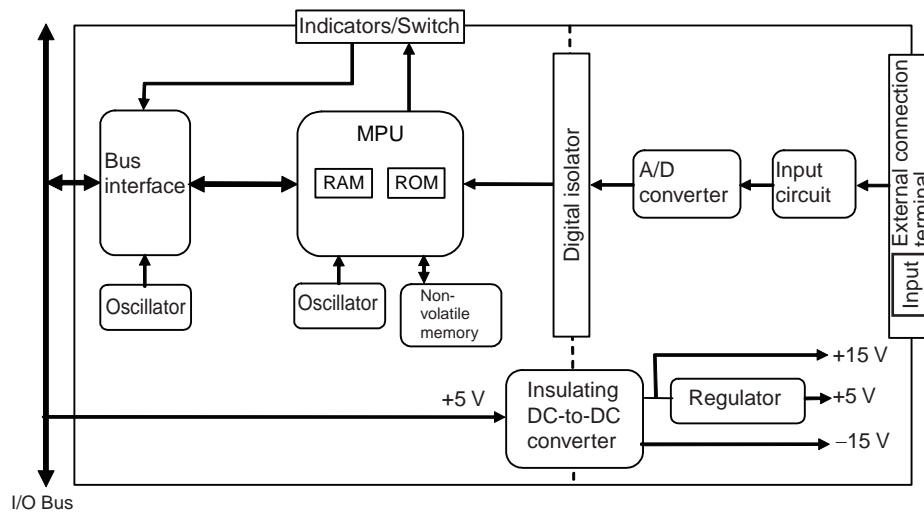 Indicators/Switch
MPU
RAM
ROM
Bus
interface
Oscillator
Oscillator
Non-
volatile
memory
Digital isolator
A/D
converter
Input
circuit
External connection
terminal
Input
+5 V
Insulating
DC-to-DC
converter
Regulator
+15 V
+5 V
−15 V
I/O Bus